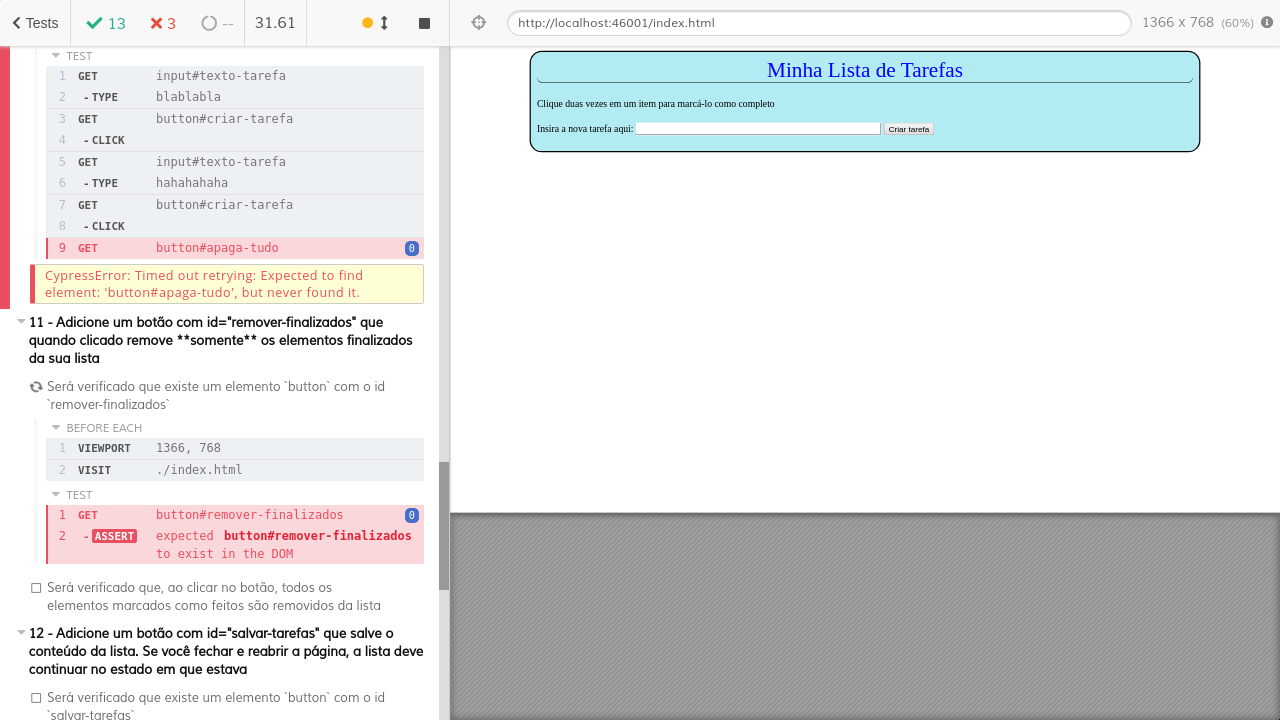 Tests
13
3
--
31.61
http://localhost:46001/index.html
1366 x 768 (60%)
TEST
1 GET input#texto-tarefa
2 - TYPE blablabla
3 GET button#criar-tarefa
4 - CLICK
5 GET input#texto-tarefa
6 - TYPE hahahahaha
7 GET button#criar-tarefa
8 - CLICK
9 GET button#apaga-tudo 0
CypressError: Timed out retrying: Expected to find
element: 'button#apaga-tudo', but never found it.
11 - Adicione um botão com id="remover-finalizados" que
quando clicado remove **somente** os elementos finalizados
da sua lista
Será verificado que existe um elemento `button` com o id
`remover-finalizados`
BEFORE EACH
1 VIEWPORT 1366, 768
2 VISIT ./index.html
TEST
1 GET button#remover-finalizados 0
2 - ASSERT expected button#remover-finalizados
to exist in the DOM
Será verificado que, ao clicar no botão, todos os
elementos marcados como feitos são removidos da lista
12 - Adicione um botão com id="salvar-tarefas" que salve o
conteúdo da lista. Se você fechar e reabrir a página, a lista deve
continuar no estado em que estava
Será verificado que existe um elemento `button` com o id
`salvar-tarefas`
Minha Lista de Tarefas
Clique duas vezes em um item para marcá-lo como completo
Insira a nova tarefa aqui: Criar tarefa